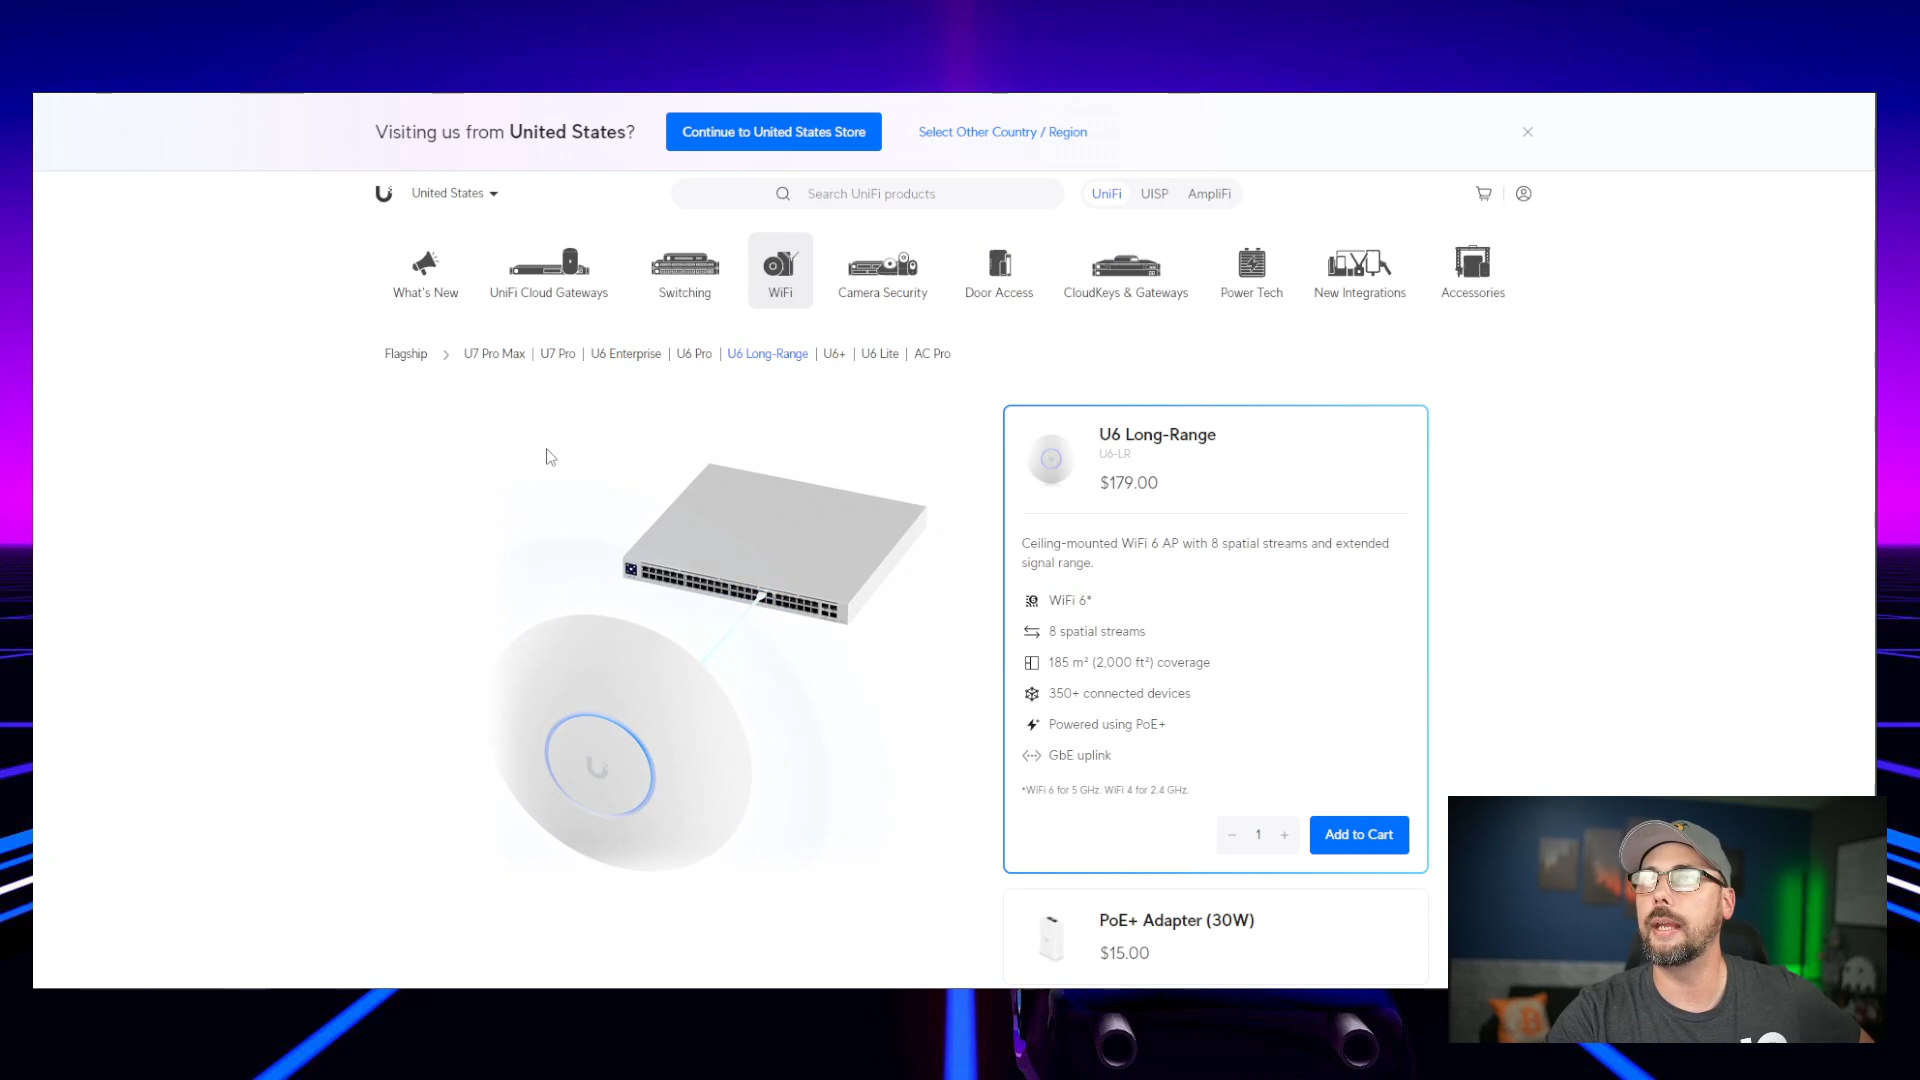 Visiting us from United States?
Continue to United States Store
Select Other Country / Region
United States
Search UniFi products
UniFi
UISP
AmpliFi
What's New
UniFi Cloud Gateways
Switching
WiFi
Camera Security
Door Access
CloudKeys & Gateways
Power Tech
New Integrations
Accessories
Flagship
U7 Pro Max
U7 Pro
U6 Enterprise
U6 Pro
U6 Long-Range
U6+
U6 Lite
AC Pro
U6 Long-Range
U6-LR
$179.00
Ceiling-mounted WiFi 6 AP with 8 spatial streams and extended
signal range.
WiFi 6*
8 spatial streams
185 m² (2,000 ft²) coverage
350+ connected devices
Powered using PoE+
GbE uplink
*WiFi 6 for 5 GHz. WiFi 4 for 2.4 GHz.
1
Add to Cart
PoE+ Adapter (30W)
$15.00